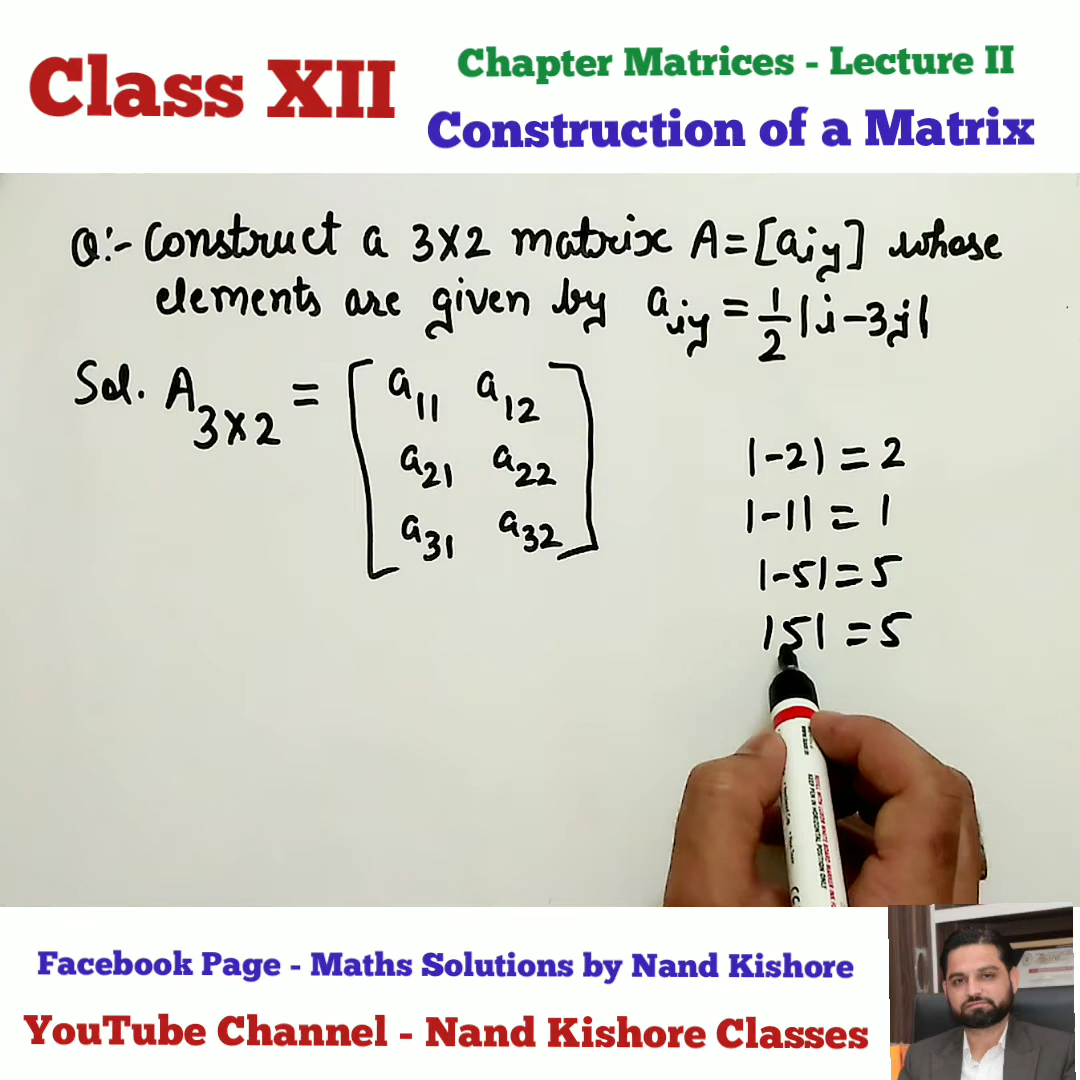 Class XII
Chapter Matrices - Lecture II
Construction of a Matrix
Q:- Construct a 3×2 matrix A=[aᵢⱼ] whose
elements are given by aᵢⱼ = 1/2 |i-3j|
Sol. A₃ₓ₂ = [ a₁₁ a₁₂
a₂₁ a₂₂
a₃₁ a₃₂ ]
|-2| = 2
|-1| = 1
|-5| = 5
|5| = 5
Facebook Page - Maths Solutions by Nand Kishore
YouTube Channel - Nand Kishore Classes